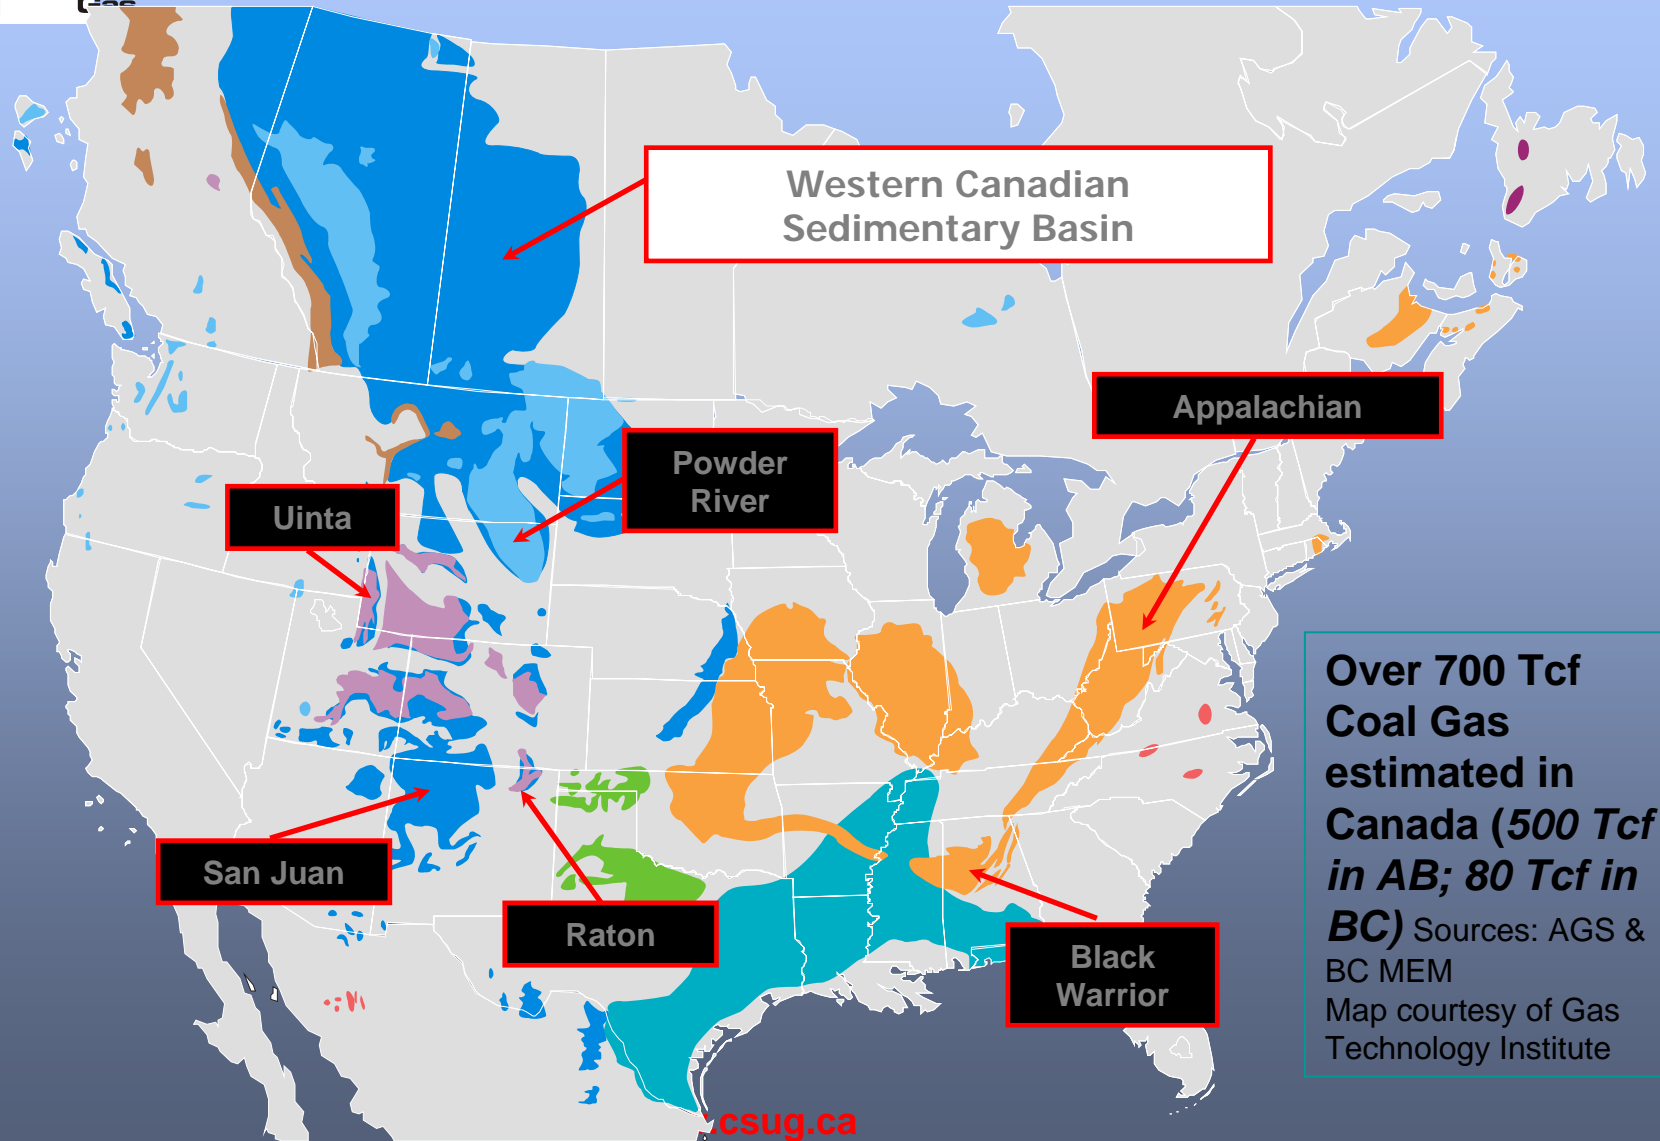 Gas
Western Canadian
Sedimentary Basin
Appalachian
Powder
River
Uinta
San Juan
Raton
Black
Warrior
Over 700 Tcf
Coal Gas
estimated in
Canada (500 Tcf
in AB; 80 Tcf in
BC) Sources: AGS &
BC MEM
Map courtesy of Gas
Technology Institute
.csug.ca